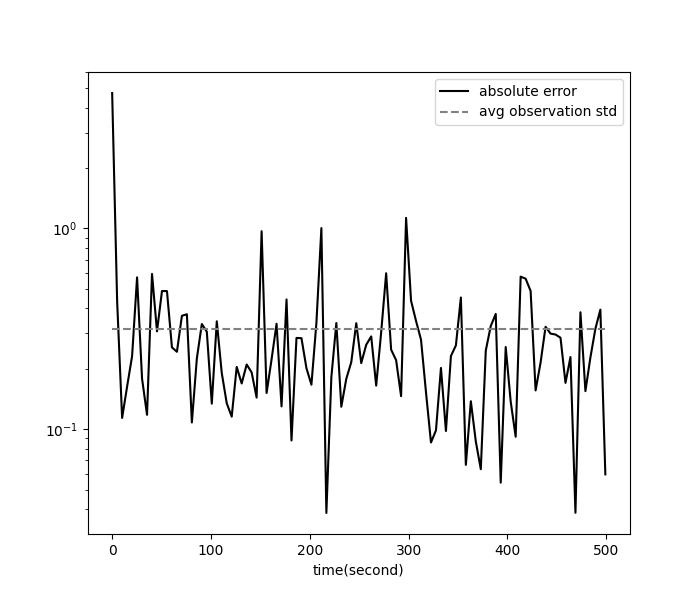 absolute error
avg observation std
10⁰
10⁻¹
0 100 200 300 400 500
time(second)